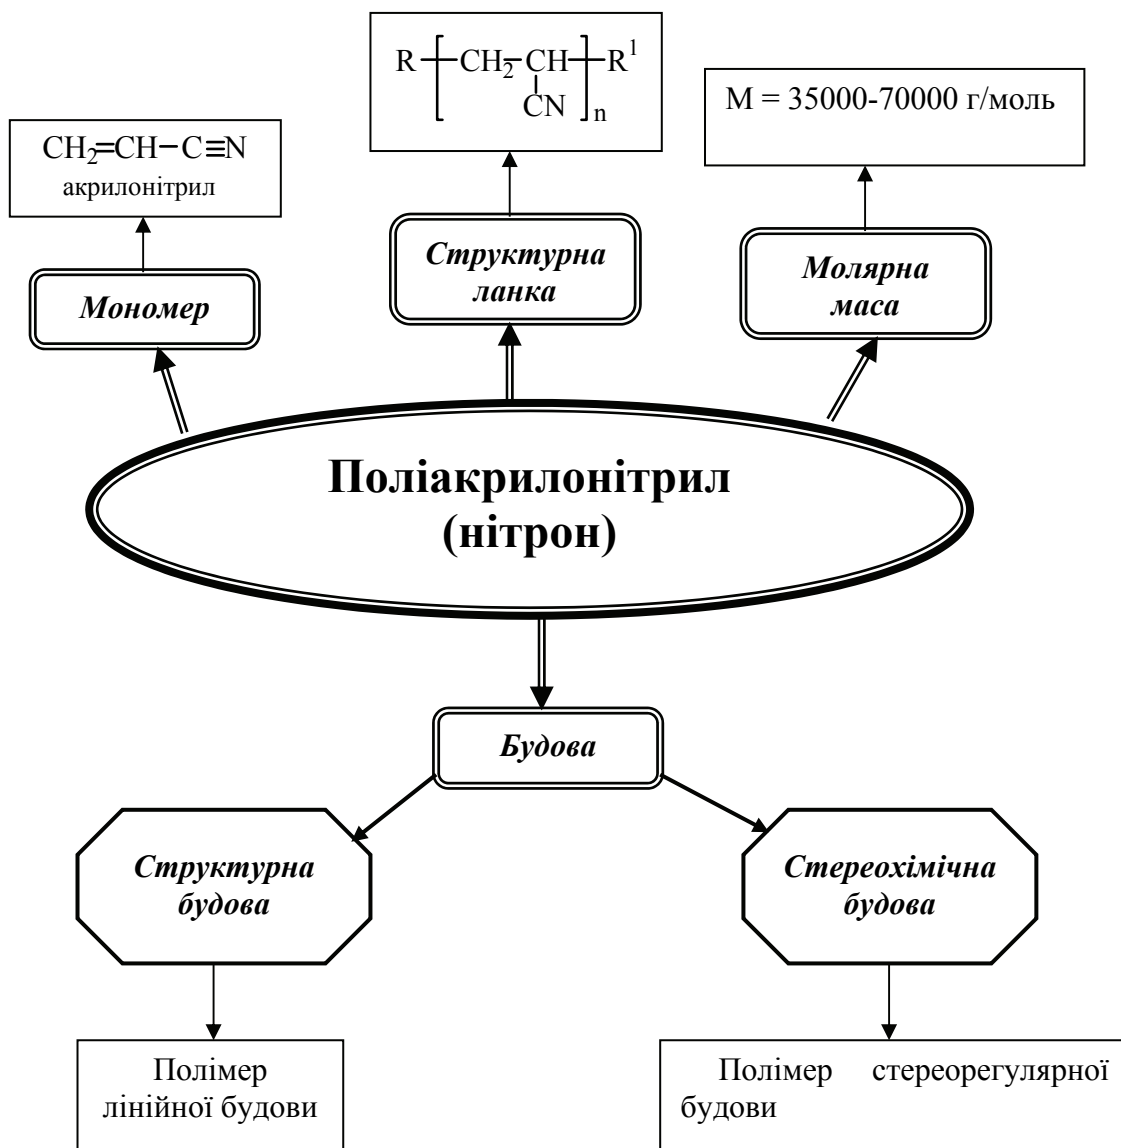 R CH2 CH R1
CN
n
M = 35000-70000 г/моль
CH2=CH−C≡N
акрилонітрил
Структурна
ланка
Молярна
маса
Мономер
Поліакрилонітрил
(нітрон)
Будова
Структурна
будова
Стереохімічна
будова
Полімер
лінійної будови
Полімер стереорегулярної
будови